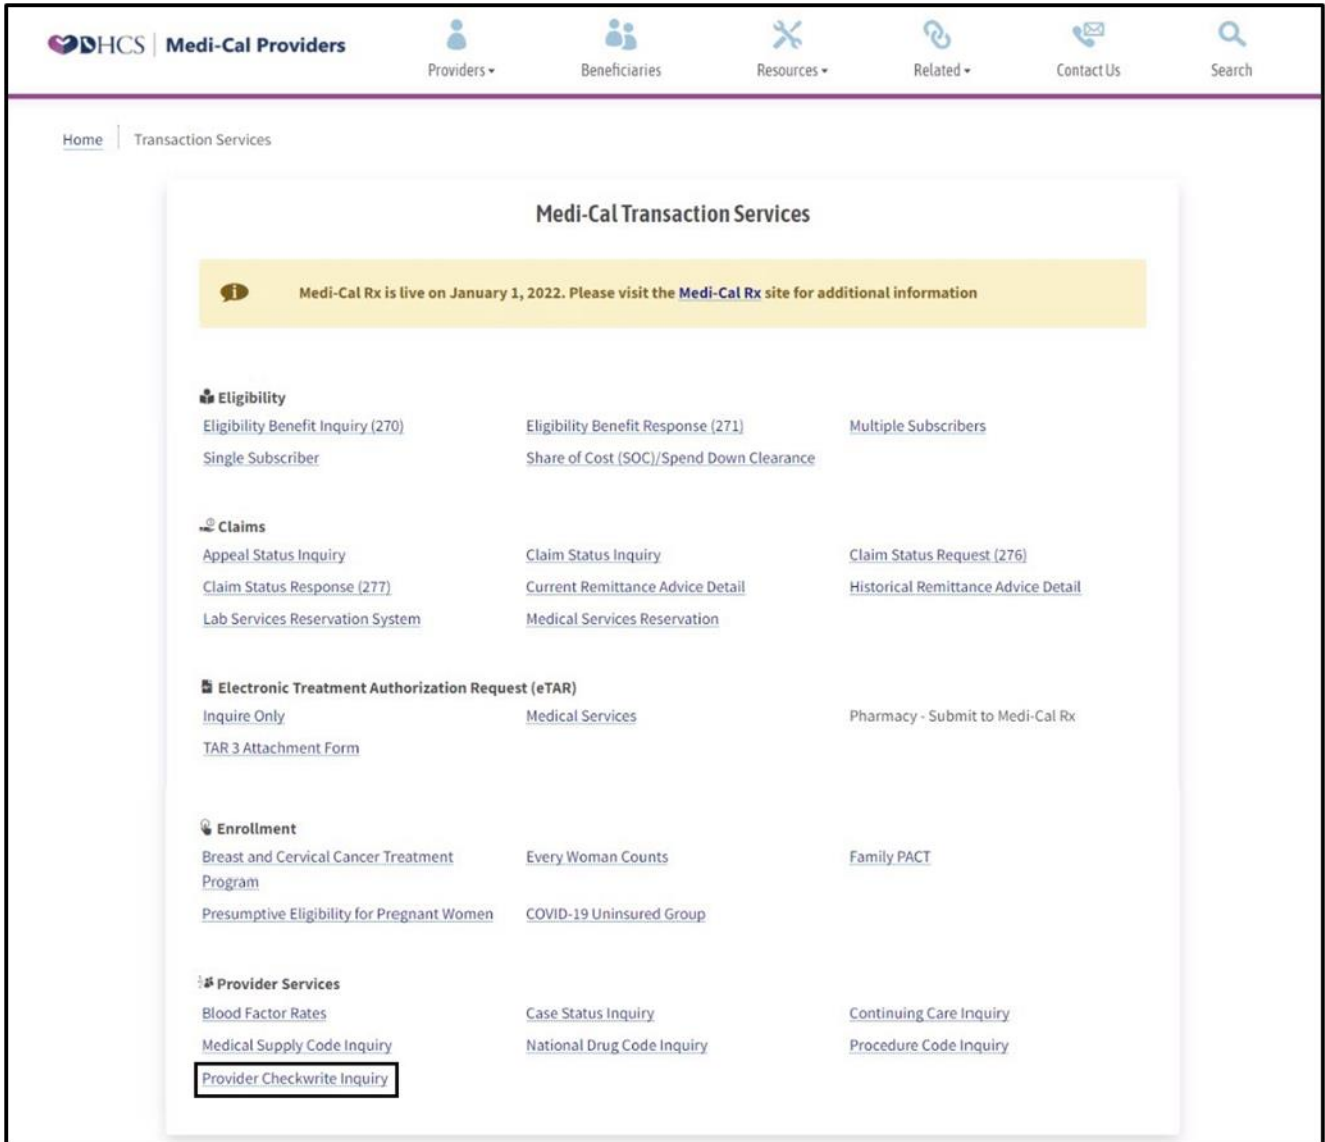 DHCS | Medi-Cal Providers
Providers Beneficiaries Resources Related Contact Us Search
Home Transaction Services
Medi-Cal Transaction Services
Medi-Cal Rx is live on January 1, 2022. Please visit the Medi-Cal Rx site for additional information
Eligibility
Eligibility Benefit Inquiry (270) Eligibility Benefit Response (271) Multiple Subscribers
Single Subscriber Share of Cost (SOC)/Spend Down Clearance
Claims
Appeal Status Inquiry Claim Status Inquiry Claim Status Request (276)
Claim Status Response (277) Current Remittance Advice Detail Historical Remittance Advice Detail
Lab Services Reservation System Medical Services Reservation
Electronic Treatment Authorization Request (eTAR)
Inquire Only Medical Services Pharmacy - Submit to Medi-Cal Rx
TAR 3 Attachment Form
Enrollment
Breast and Cervical Cancer Treatment Every Woman Counts Family PACT
Program
Presumptive Eligibility for Pregnant Women COVID-19 Uninsured Group
Provider Services
Blood Factor Rates Case Status Inquiry Continuing Care Inquiry
Medical Supply Code Inquiry National Drug Code Inquiry Procedure Code Inquiry
Provider Checkwrite Inquiry